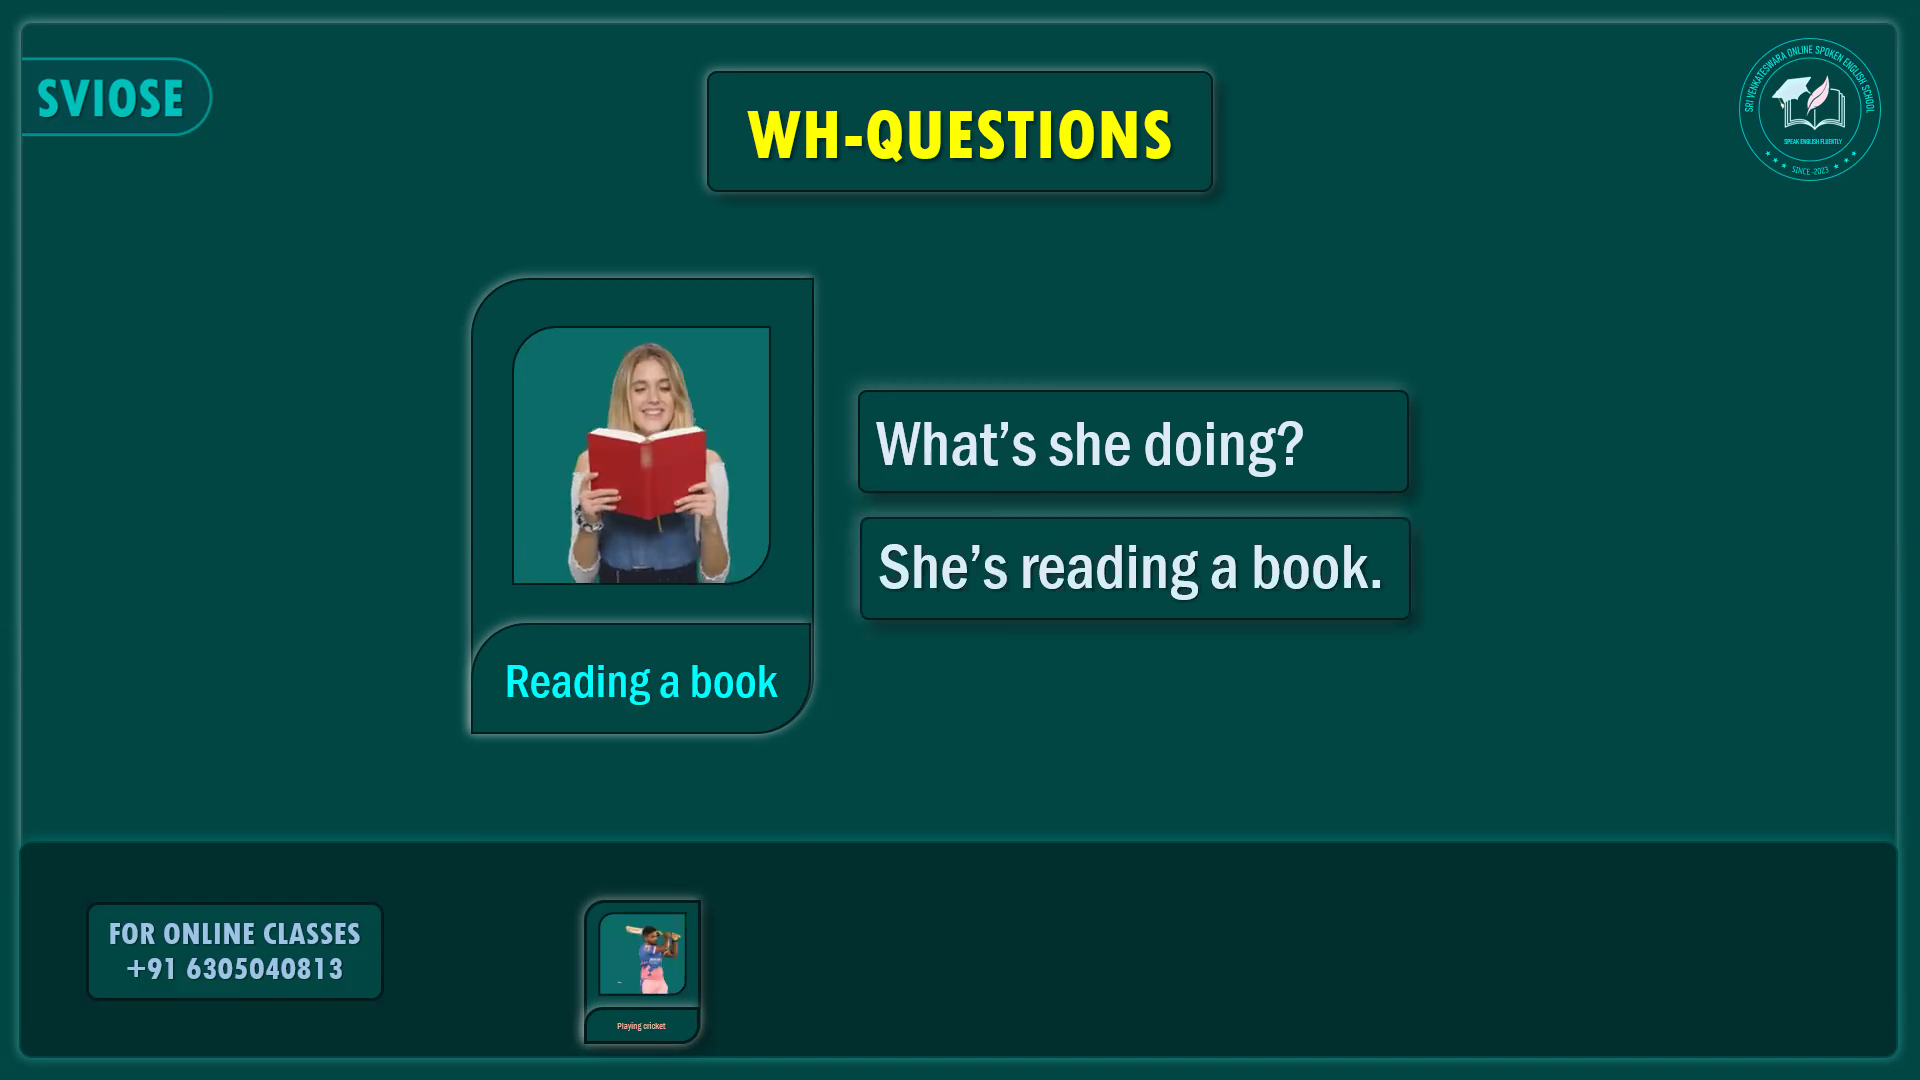 SVIOSE
WH-QUESTIONS
SRI VENKATESWARA ONLINE SPOKEN ENGLISH SCHOOL
SPEAK ENGLISH FLUENTLY
SINCE -2023
What’s she doing?
She’s reading a book.
Reading a book
FOR ONLINE CLASSES
+91 6305040813
Playing cricket